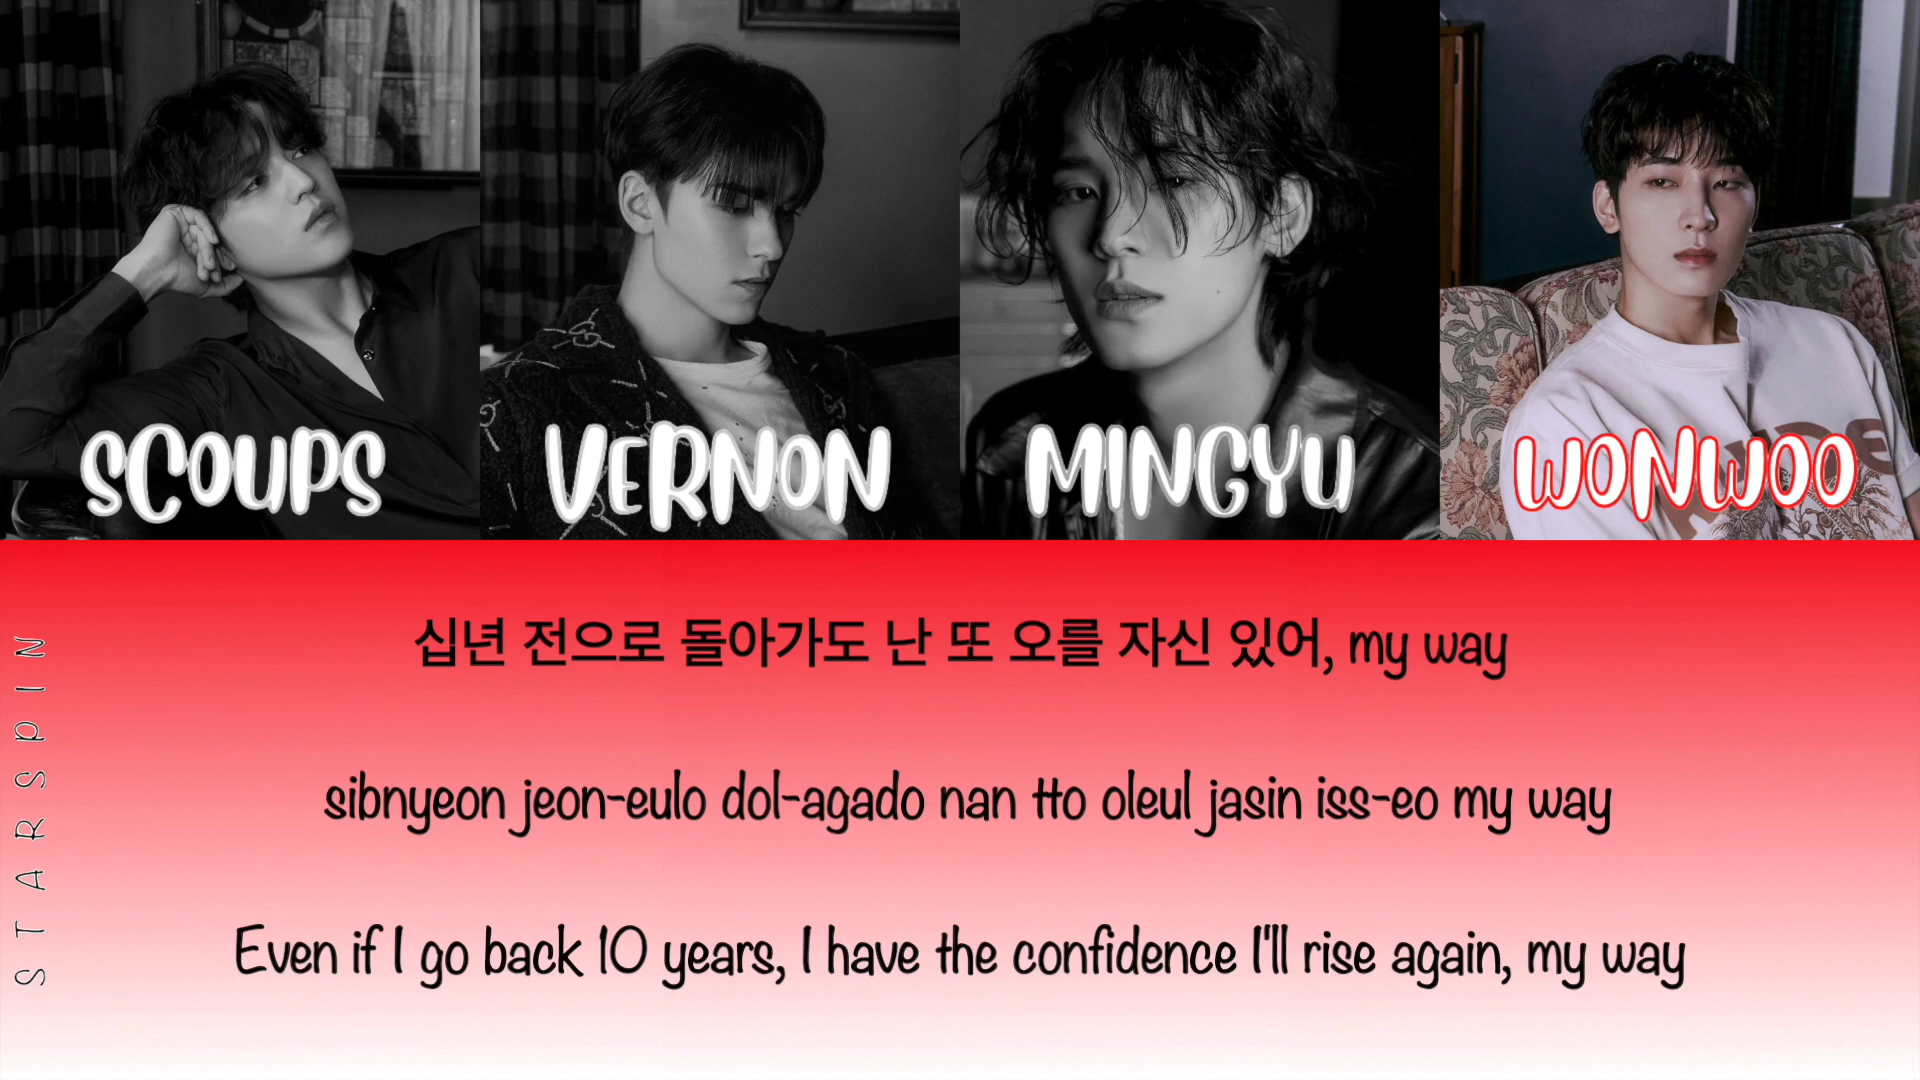 SCOUPS
VERNON
MINGYU
WONWOO
십년 전으로 돌아가도 난 또 오를 자신 있어, my way
sibnyeon jeon-eulo dol-agado nan tto oleul jasin iss-eo my way
Even if I go back 10 years, I have the confidence I'll rise again, my way
STARSPIN